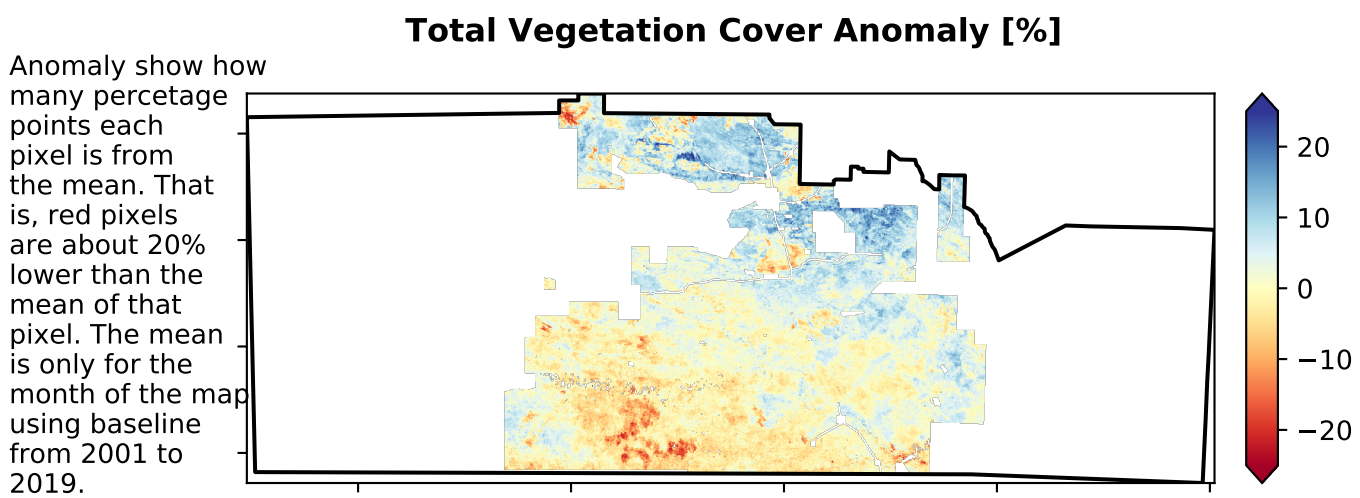 Total Vegetation Cover Anomaly [%]
Anomaly show how
many percetage
points each
pixel is from
the mean. That
is, red pixels
are about 20%
lower than the
mean of that
pixel. The mean
is only for the
month of the map
using baseline
from 2001 to
2019.
20
10
0
−10
−20